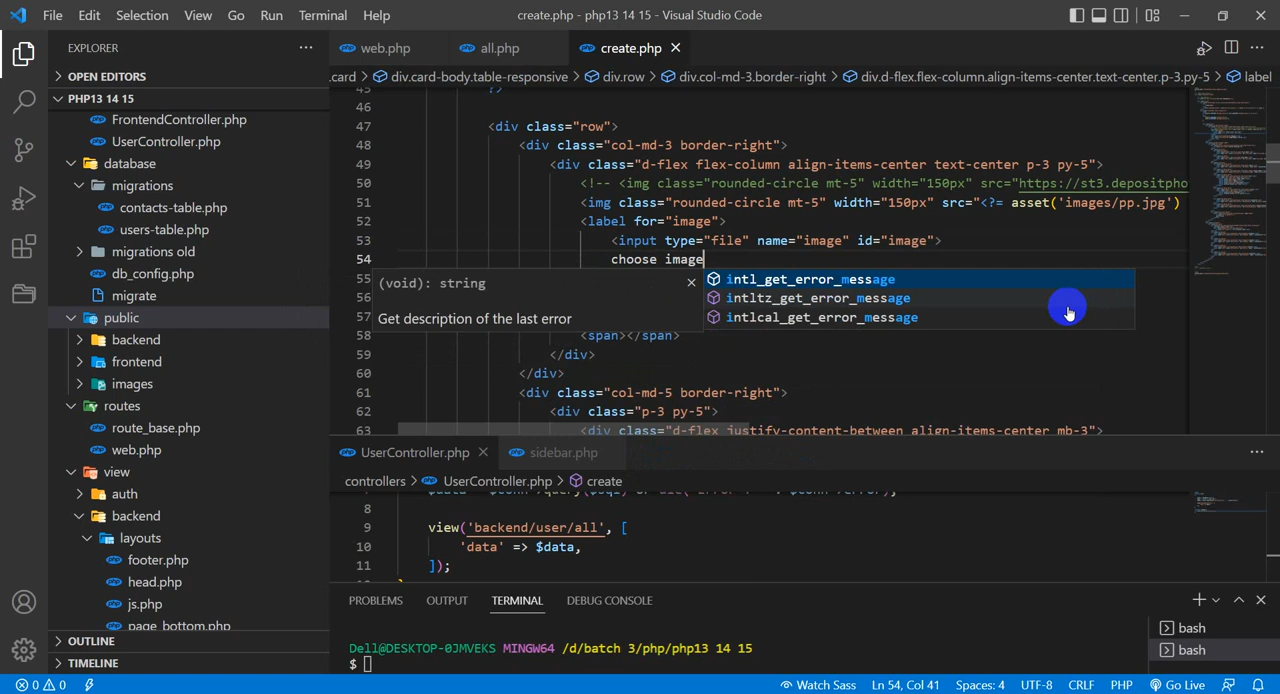 File Edit Selection View Go Run Terminal Help create.php - php13 14 15 - Visual Studio Code
EXPLORER
OPEN EDITORS
PHP13 14 15
FrontendController.php
UserController.php
database
migrations
contacts-table.php
users-table.php
migrations old
db_config.php
migrate
public
backend
frontend
images
routes
route_base.php
web.php
view
auth
backend
layouts
footer.php
head.php
js.php
page_bottom.php
OUTLINE
TIMELINE
web.php all.php create.php
.card > div.card-body.table-responsive > div.row > div.col-md-3.border-right > div.d-flex.flex-column.align-items-center.text-center.p-3.py-5 > label
45 ?>
46
47 <div class="row">
48 <div class="col-md-3 border-right">
49 <div class="d-flex flex-column align-items-center text-center p-3 py-5">
50 <!-- <img class="rounded-circle mt-5" width="150px" src="https://st3.depositpho
51 <img class="rounded-circle mt-5" width="150px" src="<?= asset('images/pp.jpg')
52 <label for="image">
53 <input type="file" name="image" id="image">
54 choose image
55
56
57
(void): string
Get description of the last error
intl_get_error_message
intltz_get_error_message
intlcal_get_error_message
58 <span></span>
59 </div>
60 </div>
61 <div class="col-md-5 border-right">
62 <div class="p-3 py-5">
63 <div class="d-flex justify-content-between align-items-center mb-3">
UserController.php sidebar.php
controllers > UserController.php > create
8
9 view('backend/user/all', [
10 'data' => $data,
11 ]);
PROBLEMS OUTPUT TERMINAL DEBUG CONSOLE
Dell@DESKTOP-0JMVEKS MINGW64 /d/batch 3/php/php13 14 15
$
bash
bash
0 0 Watch Sass Ln 54, Col 41 Spaces: 4 UTF-8 CRLF PHP Go Live